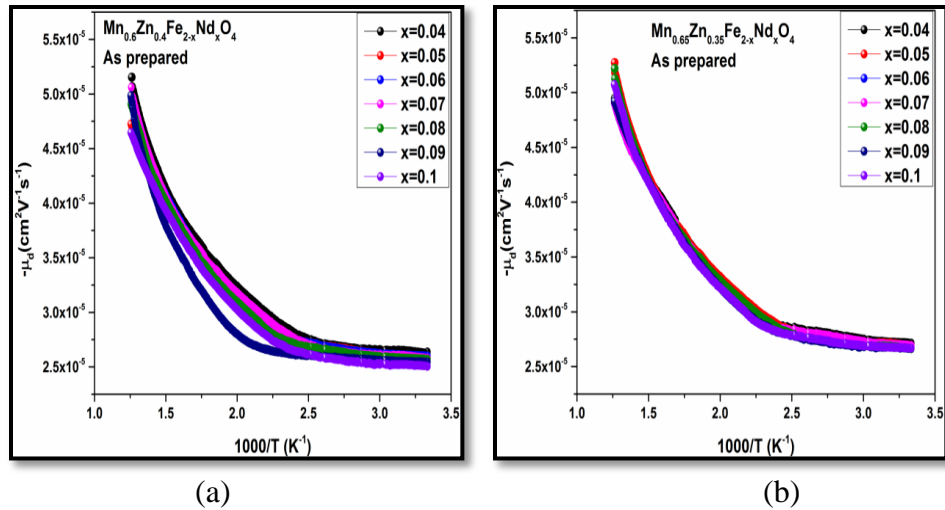 Mn0.6Zn0.4Fe2-xNdxO4
As prepared
x=0.04
x=0.05
x=0.06
x=0.07
x=0.08
x=0.09
x=0.1
5.5x10-5
5.0x10-5
4.5x10-5
4.0x10-5
3.5x10-5
3.0x10-5
2.5x10-5
-μd(cm2V-1s-1)
1.0 1.5 2.0 2.5 3.0 3.5
1000/T (K-1)
(a)
Mn0.65Zn0.35Fe2-xNdxO4
As prepared
x=0.04
x=0.05
x=0.06
x=0.07
x=0.08
x=0.09
x=0.1
5.5x10-5
5.0x10-5
4.5x10-5
4.0x10-5
3.5x10-5
3.0x10-5
2.5x10-5
-μd(cm2V-1s-1)
1.0 1.5 2.0 2.5 3.0 3.5
1000/T (K-1)
(b)